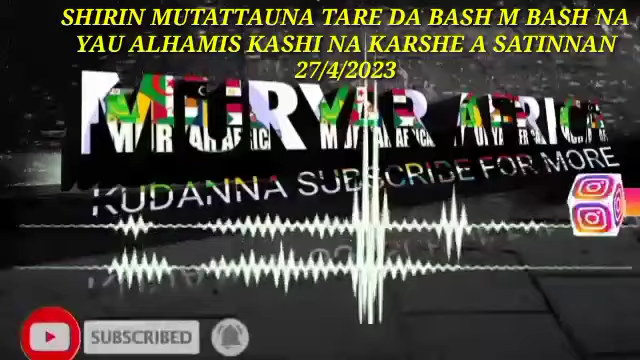 SHIRIN MUTATTAUNA TARE DA BASH M BASH NA
YAU ALHAMIS KASHI NA KARSHE A SATINNAN
27/4/2023
MURYAR AFRICA
KUDANNA SUBSCRIBE FOR MORE
SUBSCRIBED